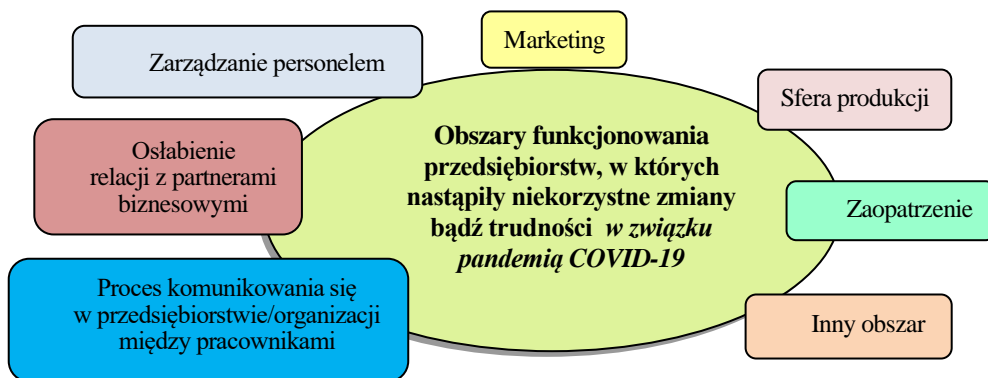 Marketing
Zarządzanie personelem
Sfera produkcji
Osłabienie
relacji z partnerami
biznesowymi
Obszary funkcjonowania
przedsiębiorstw, w których
nastąpiły niekorzystne zmiany
bądź trudności w związku
pandemią COVID-19
Zaopatrzenie
Proces komunikowania się
w przedsiębiorstwie/organizacji
między pracownikami
Inny obszar